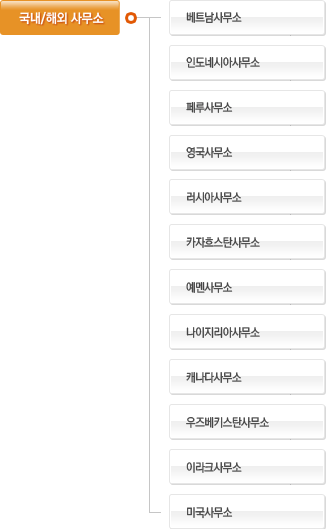 국내/해외 사무소
베트남사무소
인도네시아사무소
페루사무소
영국사무소
러시아사무소
카자흐스탄사무소
예멘사무소
나이지리아사무소
캐나다사무소
우즈베키스탄사무소
이라크사무소
미국사무소